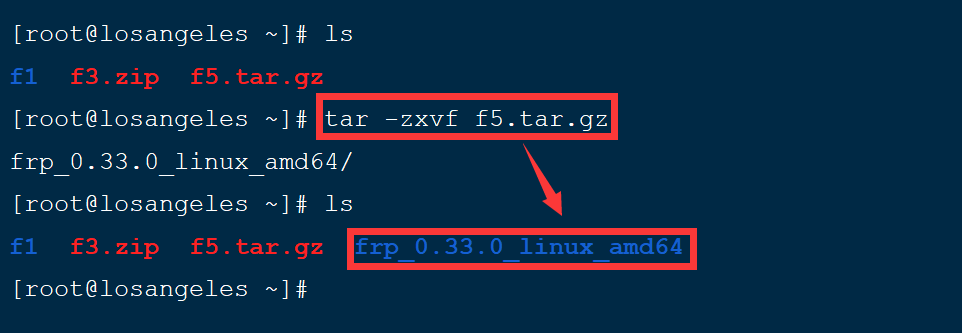 [root@losangeles ~]# ls
f1  f3.zip  f5.tar.gz
[root@losangeles ~]# tar -zxvf f5.tar.gz
frp_0.33.0_linux_amd64/
[root@losangeles ~]# ls
f1  f3.zip  f5.tar.gz  frp_0.33.0_linux_amd64
[root@losangeles ~]#